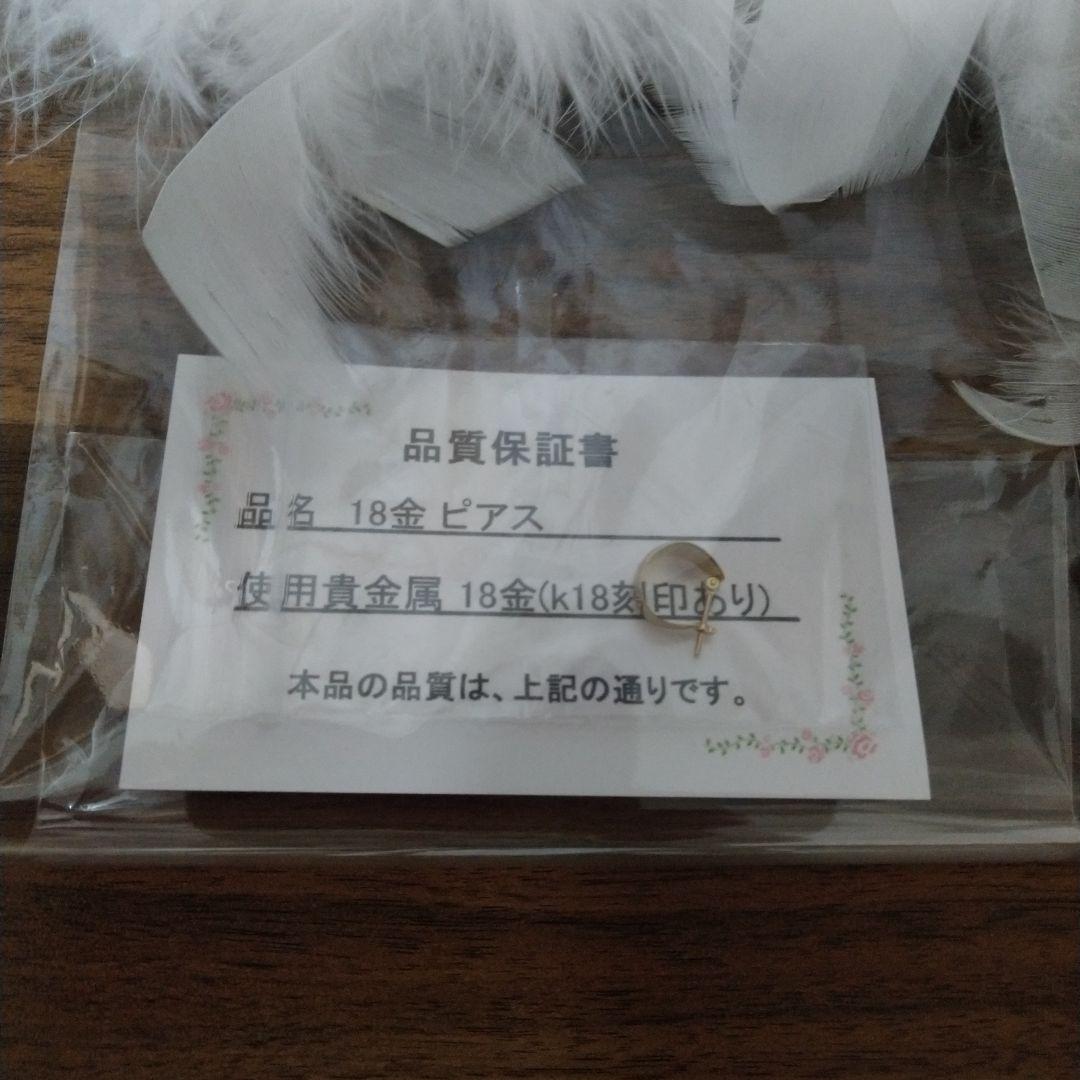 品質保証書
品名 18金 ピアス
使用貴金属 18金(k18刻印あり)
本品の品質は、上記の通りです。